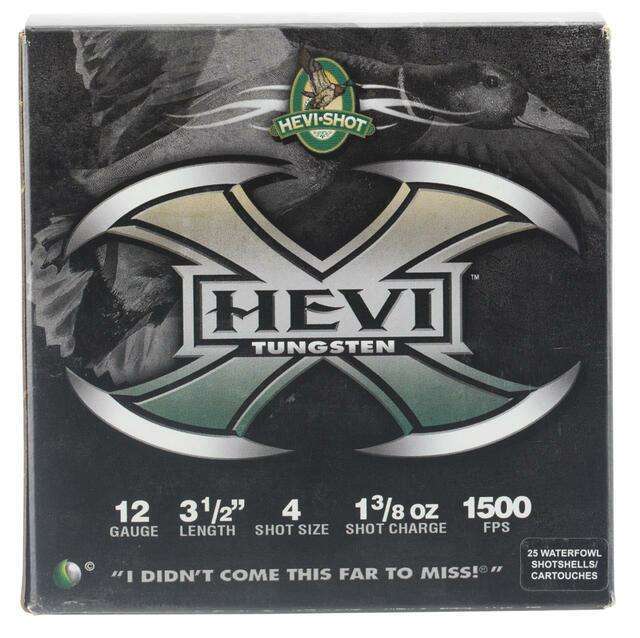 HEVI-SHOT
HEVI™
TUNGSTEN
12 3 1/2" 4 1 3/8 oz 1500
GAUGE LENGTH SHOT SIZE SHOT CHARGE FPS
© "I DIDN'T COME THIS FAR TO MISS!®"
25 WATERFOWL
SHOTSHELLS/
CARTOUCHES